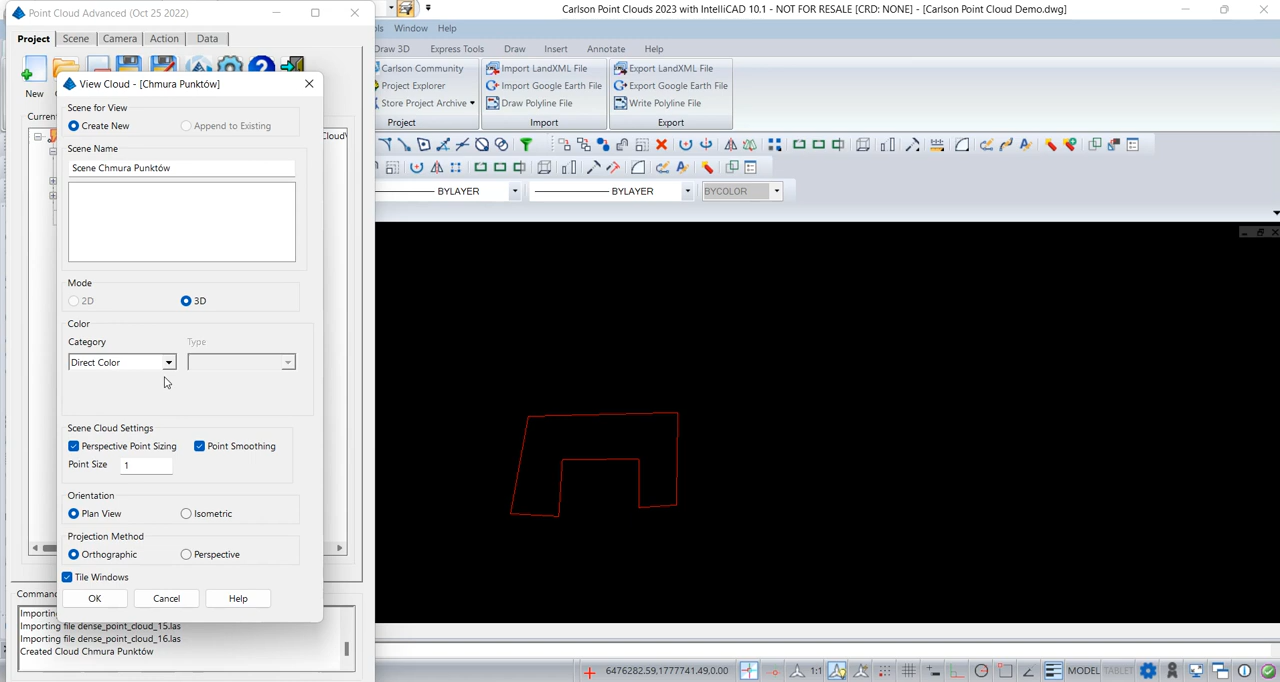 Point Cloud Advanced (Oct 25 2022)
Carlson Point Clouds 2023 with IntelliCAD 10.1 - NOT FOR RESALE [CRD: NONE] - [Carlson Point Cloud Demo.dwg]
Project Scene Camera Action Data
Window Help
Draw 3D Express Tools Draw Insert Annotate Help
New
Carlson Community
Project Explorer
Store Project Archive
Project
Import LandXML File
Import Google Earth File
Draw Polyline File
Import
Export LandXML File
Export Google Earth File
Write Polyline File
Export
BYLAYER
BYLAYER
BYCOLOR
View Cloud - [Chmura Punktów]
Scene for View
Create New
Append to Existing
Scene Name
Scene Chmura Punktów
Mode
2D
3D
Color
Category
Type
Direct Color
Scene Cloud Settings
Perspective Point Sizing
Point Smoothing
Point Size 1
Orientation
Plan View
Isometric
Projection Method
Orthographic
Perspective
Tile Windows
OK
Cancel
Help
Importing file dense_point_cloud_15.las
Importing file dense_point_cloud_16.las
Created Cloud Chmura Punktów
6476282.59,1777741.49,0.00
1:1
MODEL
TABLET